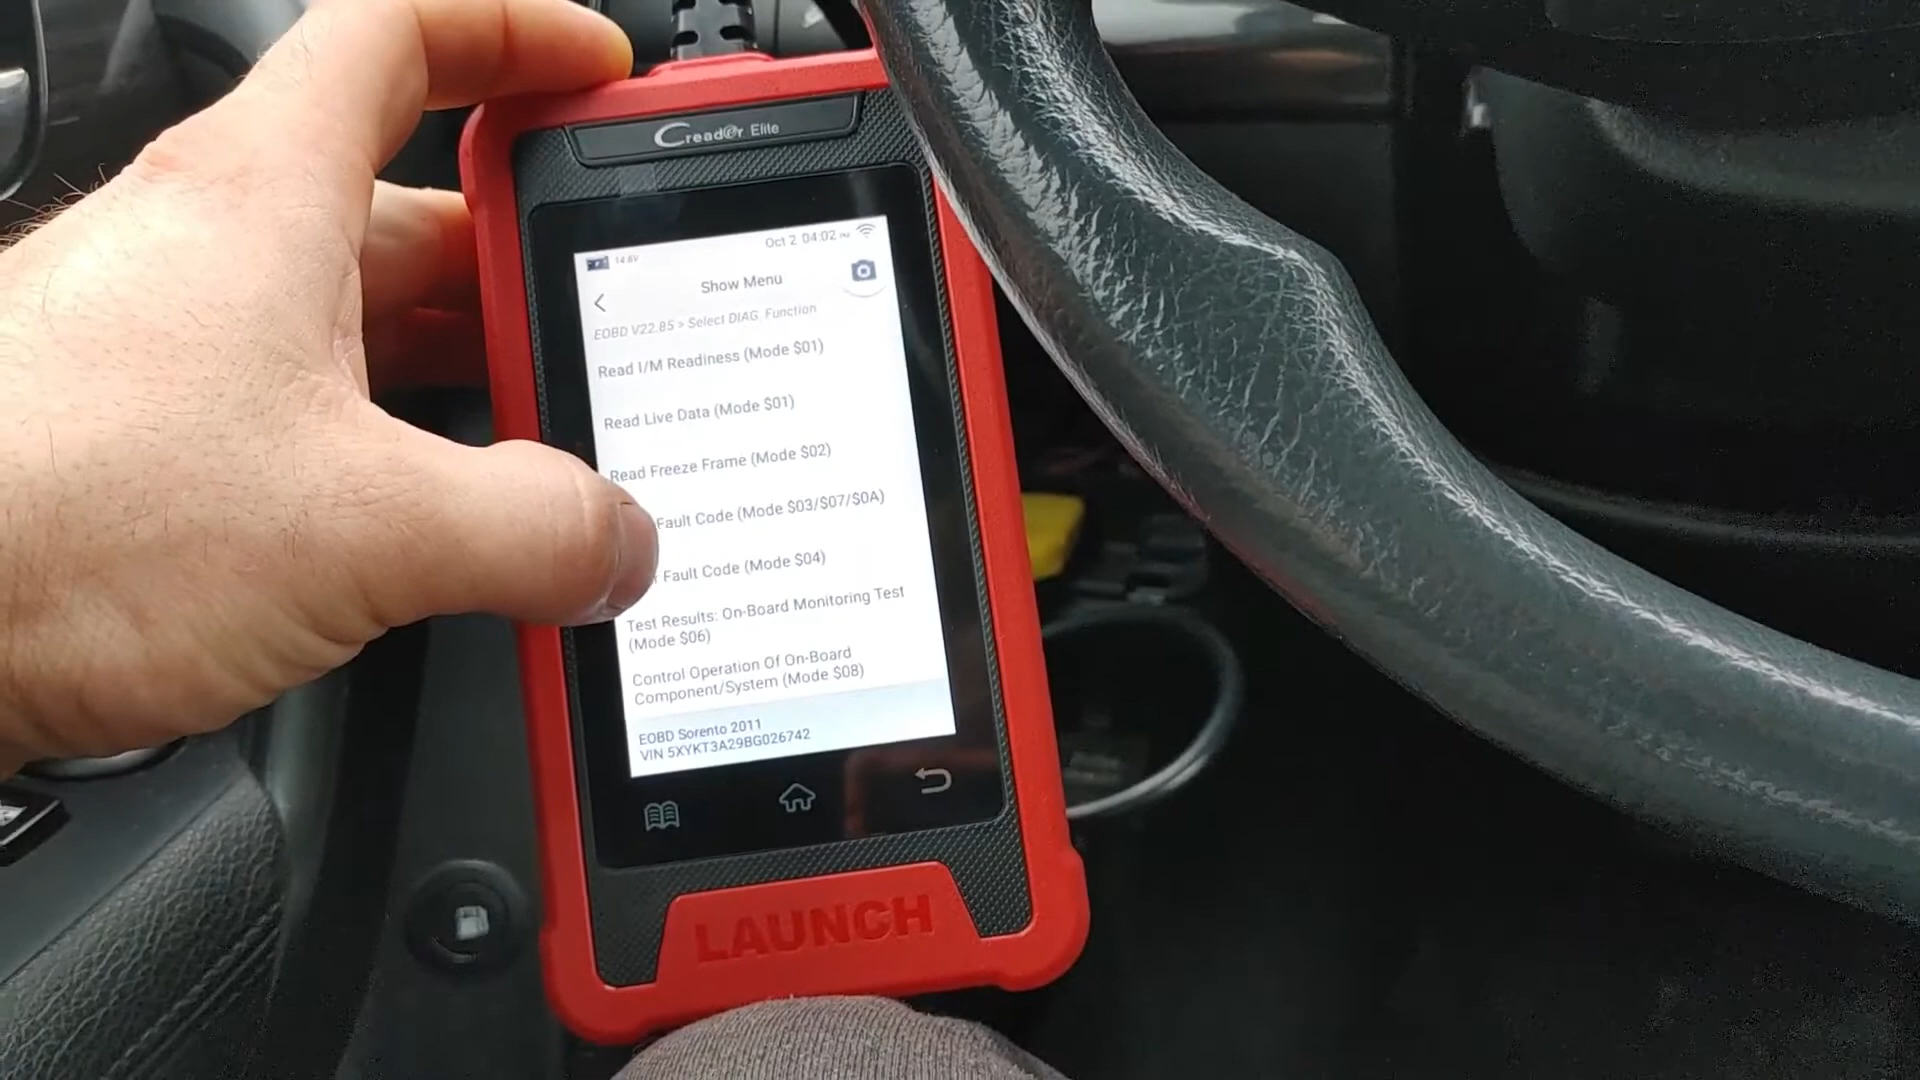 Creader Elite
14.6V
Oct 2 04:02 PM
Show Menu
EOBD V22.85 > Select DIAG. Function
Read I/M Readiness (Mode $01)
Read Live Data (Mode $01)
Read Freeze Frame (Mode $02)
Fault Code (Mode $03/$07/$0A)
r Fault Code (Mode $04)
Test Results: On-Board Monitoring Test
(Mode $06)
Control Operation Of On-Board
Component/System (Mode $08)
EOBD Sorento 2011
VIN 5XYKT3A29BG026742
LAUNCH